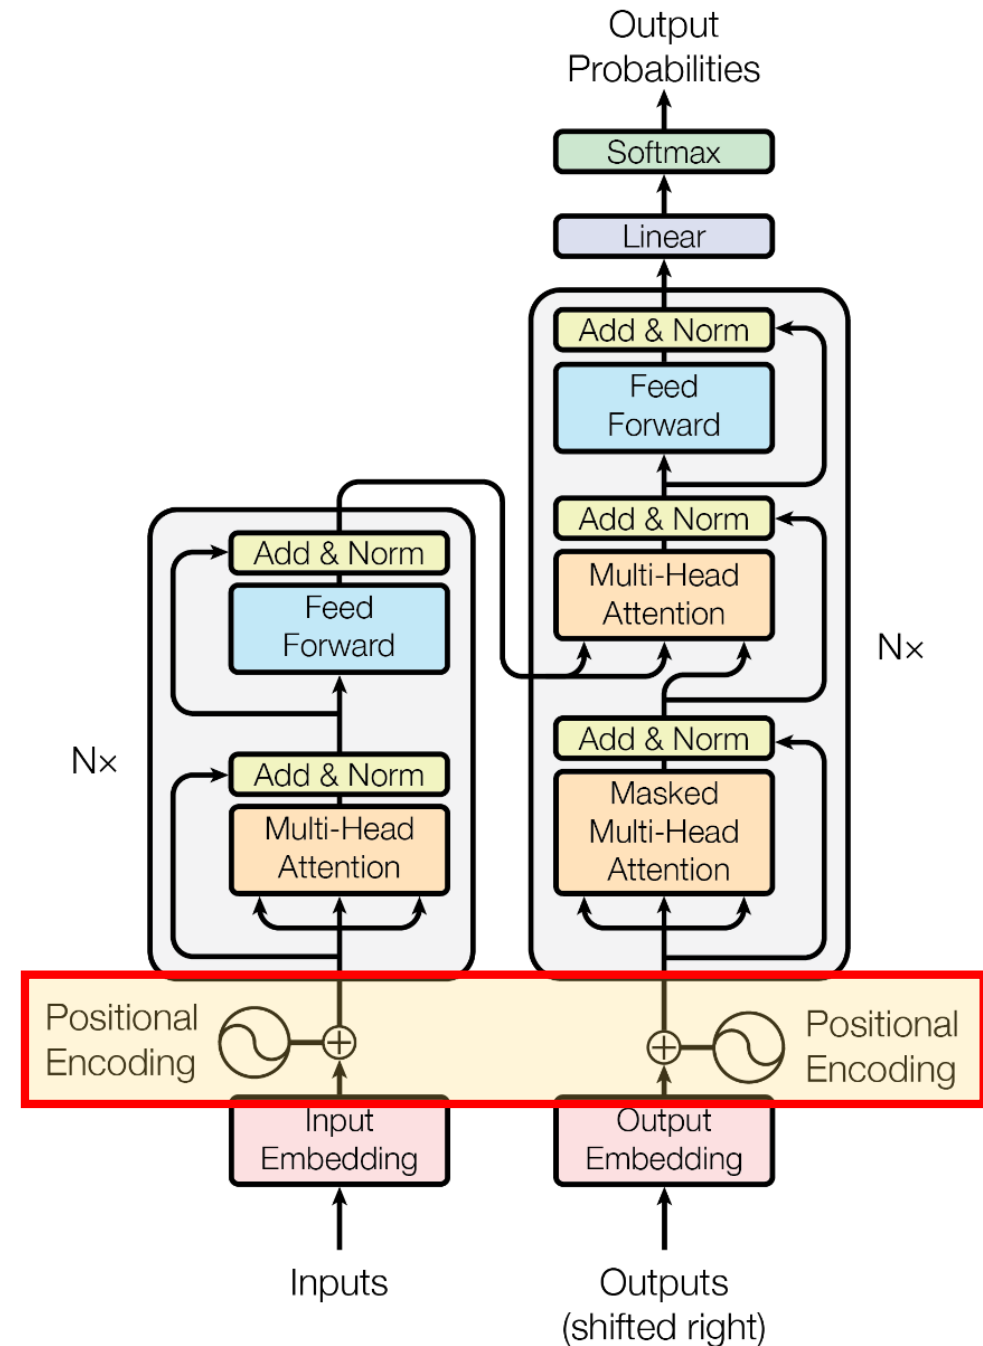 Output
Probabilities
Softmax
Linear
Add & Norm
Feed
Forward
Add & Norm
Multi-Head
Attention
Add & Norm
Masked
Multi-Head
Attention
N×
Add & Norm
Feed
Forward
Add & Norm
Multi-Head
Attention
N×
Positional
Encoding
Positional
Encoding
Input
Embedding
Output
Embedding
Inputs
Outputs
(shifted right)